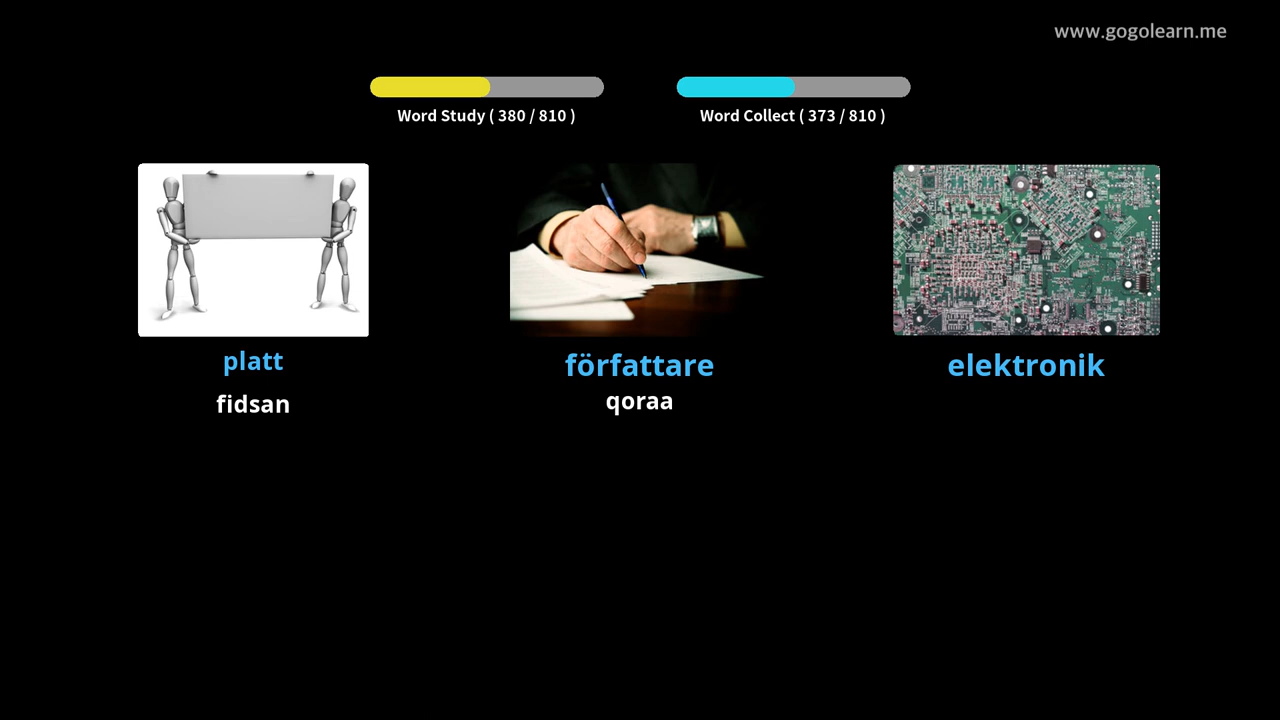 www.gogolearn.me
Word Study ( 380 / 810 )
Word Collect ( 373 / 810 )
platt
fidsan
författare
qoraa
elektronik